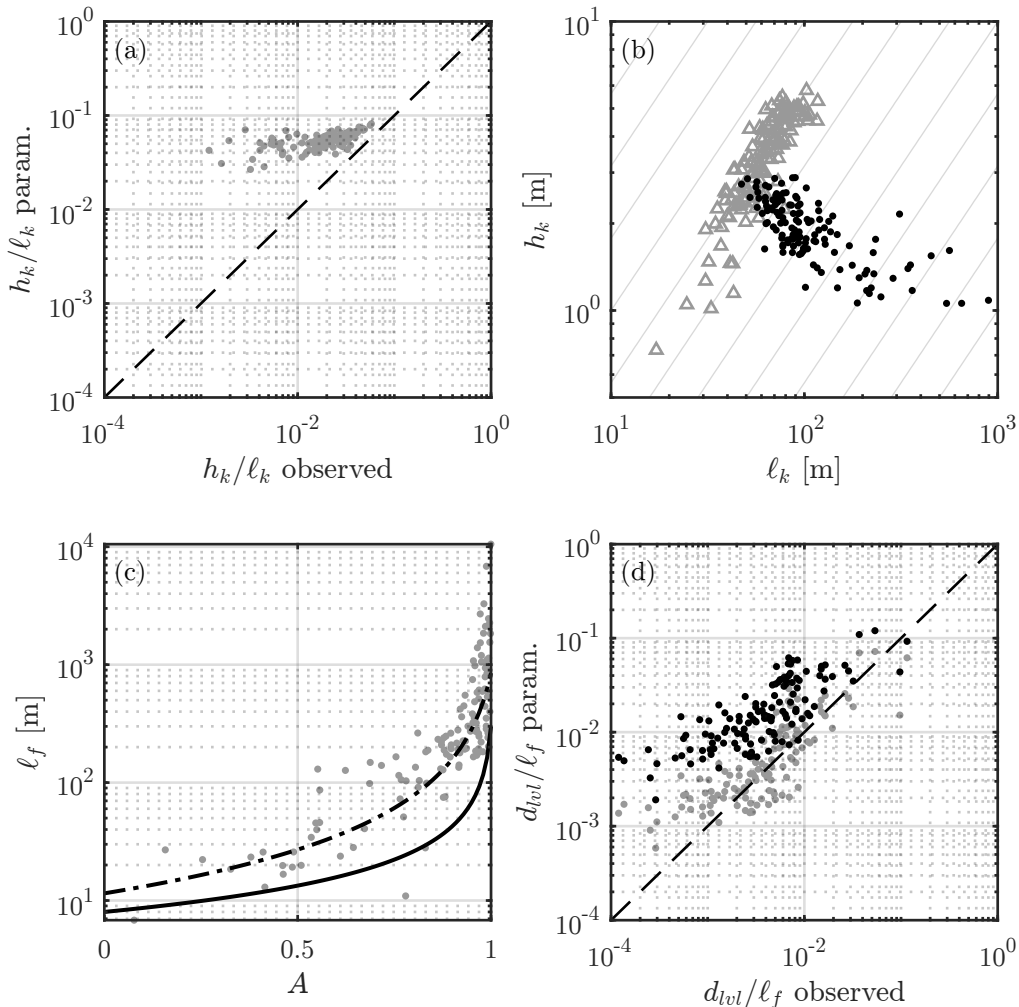 (a)
10^0
10^-1
10^-2
10^-3
10^-4
h_k/ℓ_k param.
10^-4
10^-2
10^0
h_k/ℓ_k observed
(b)
10^1
10^0
h_k [m]
10^1
10^2
10^3
ℓ_k [m]
(c)
10^4
10^3
10^2
10^1
ℓ_f [m]
0
0.5
1
A
(d)
10^0
10^-1
10^-2
10^-3
10^-4
d_lvl/ℓ_f param.
10^-4
10^-2
10^0
d_lvl/ℓ_f observed